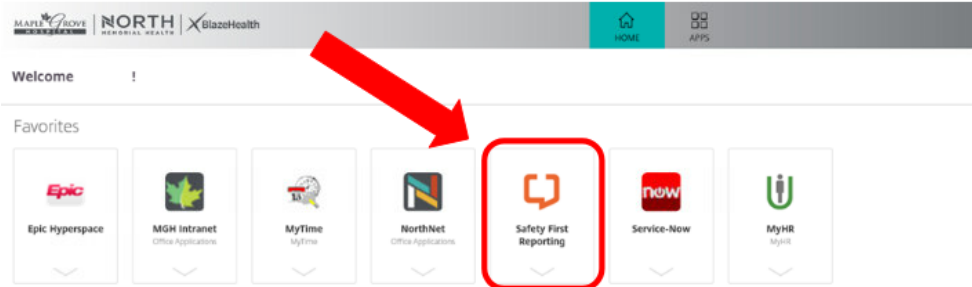 MAPLE GROVE HOSPITAL
NORTH MEMORIAL HEALTH
BlazeHealth
HOME
APPS
Welcome !
Favorites
Epic
now
Epic Hyperspace
MGH Intranet
Office Applications
MyTime
MyTime
NorthNet
Office Applications
Safety First
Reporting
Service-Now
MyHR
MyHR